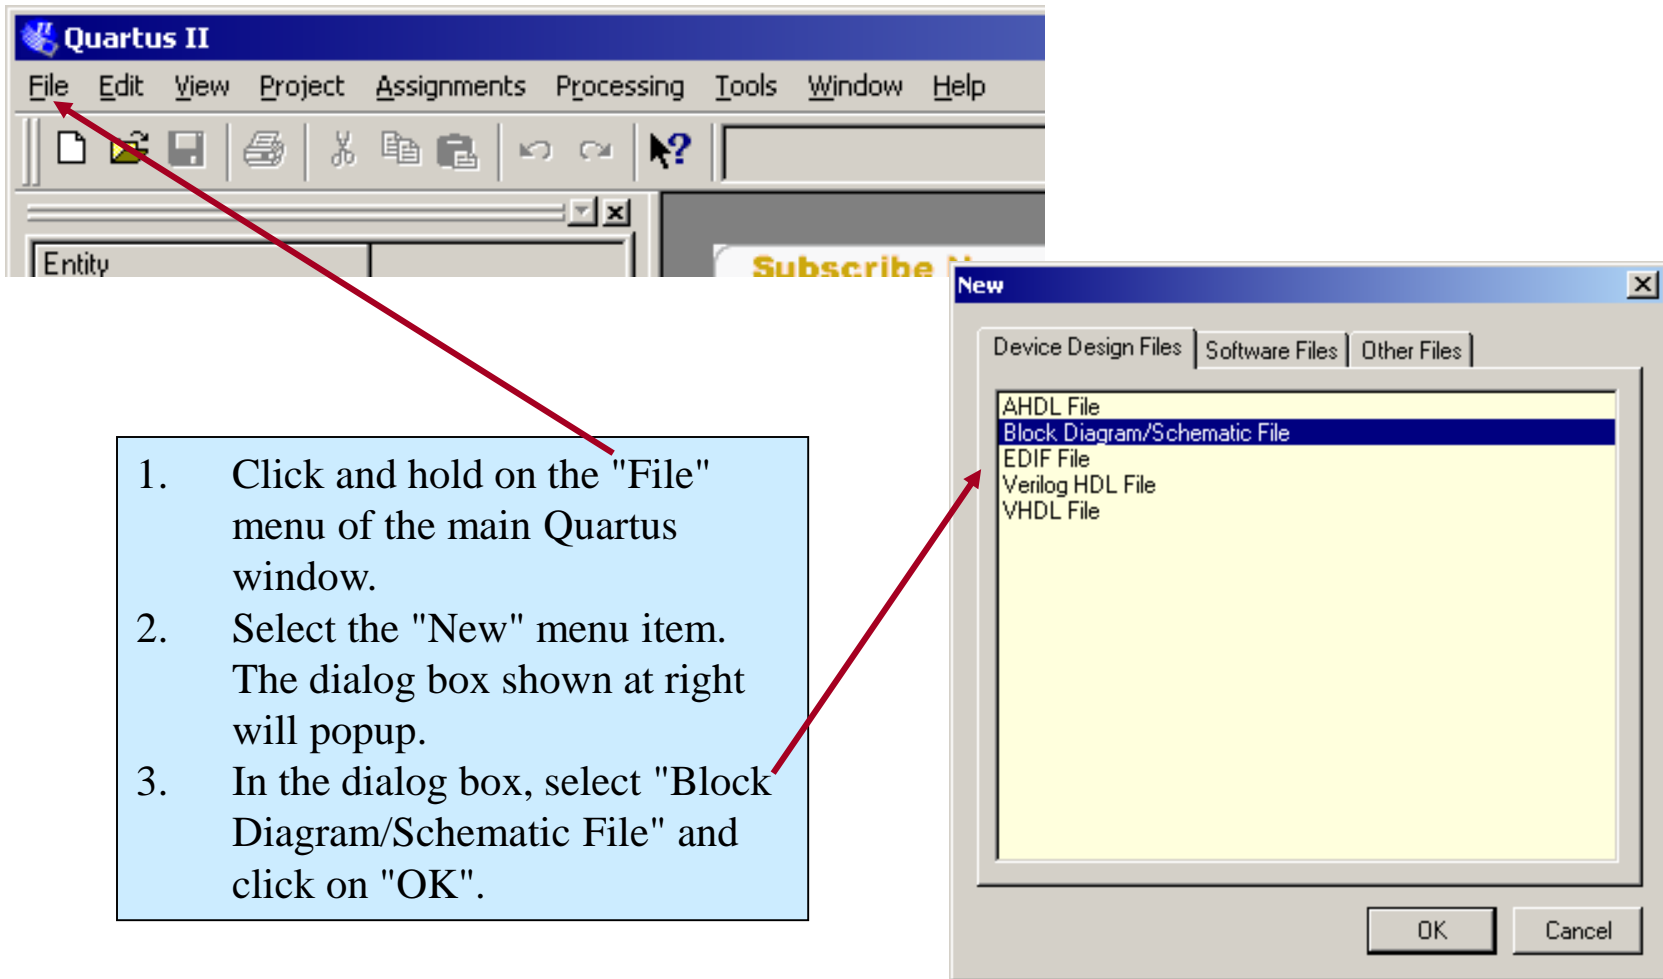 Quartus II
File Edit View Project Assignments Processing Tools Window Help
Entity
Subscribe
New
Device Design Files Software Files Other Files
AHDL File
Block Diagram/Schematic File
EDIF File
Verilog HDL File
VHDL File
OK Cancel
1. Click and hold on the "File"
menu of the main Quartus
window.
2. Select the "New" menu item.
The dialog box shown at right
will popup.
3. In the dialog box, select "Block
Diagram/Schematic File" and
click on "OK".